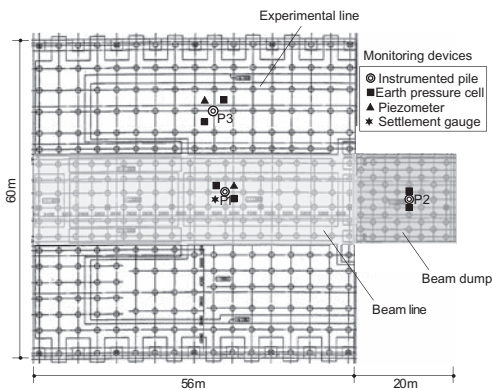 Experimental line
Monitoring devices
Instrumented pile
Earth pressure cell
Piezometer
Settlement gauge
P3
60m
P1
P2
Beam dump
Beam line
56m
20m